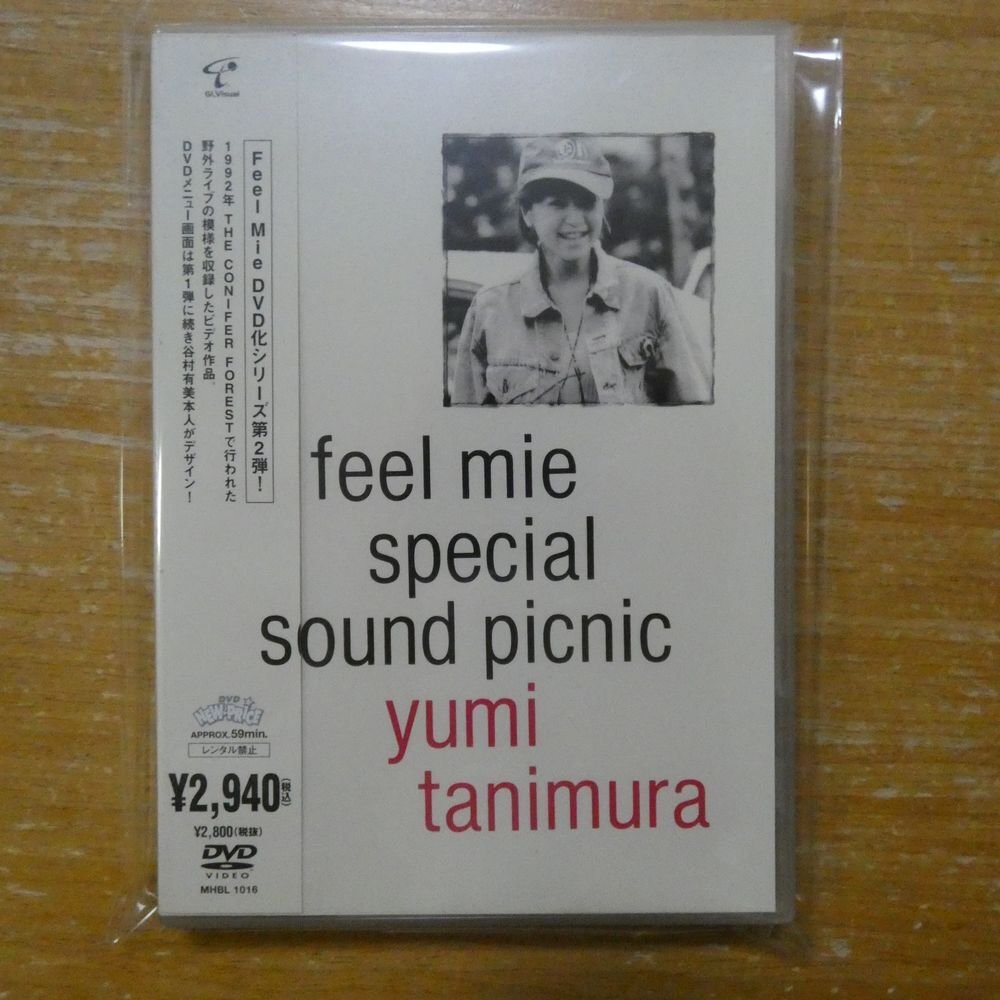 GT Visual
Feel Mie DVD化シリーズ第2弾!
1992年 THE CONIFER FORESTで行われた
野外ライブの模様を収録したビデオ作品。
DVDメニュー画面は第1弾に続き谷村有美本人がデザイン!
feel mie
special
sound picnic
yumi
tanimura
DVD
NEW-PRICE
APPROX. 59min.
レンタル禁止
¥2,940(税込)
¥2,800(税抜)
DVD
VIDEO
MHBL 1016